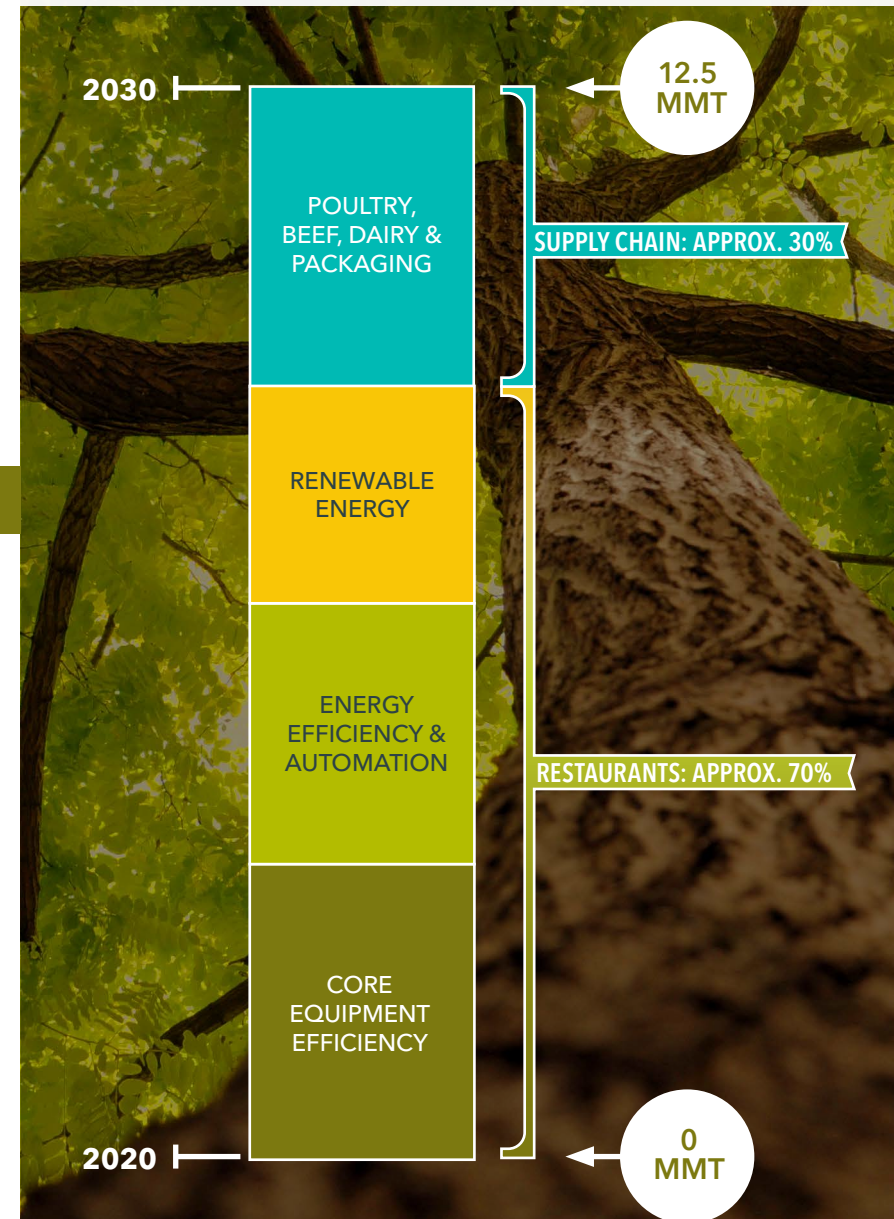 2030
12.5
MMT
POULTRY,
BEEF, DAIRY &
PACKAGING
SUPPLY CHAIN: APPROX. 30%
RENEWABLE
ENERGY
ENERGY
EFFICIENCY &
AUTOMATION
RESTAURANTS: APPROX. 70%
CORE
EQUIPMENT
EFFICIENCY
2020
0
MMT